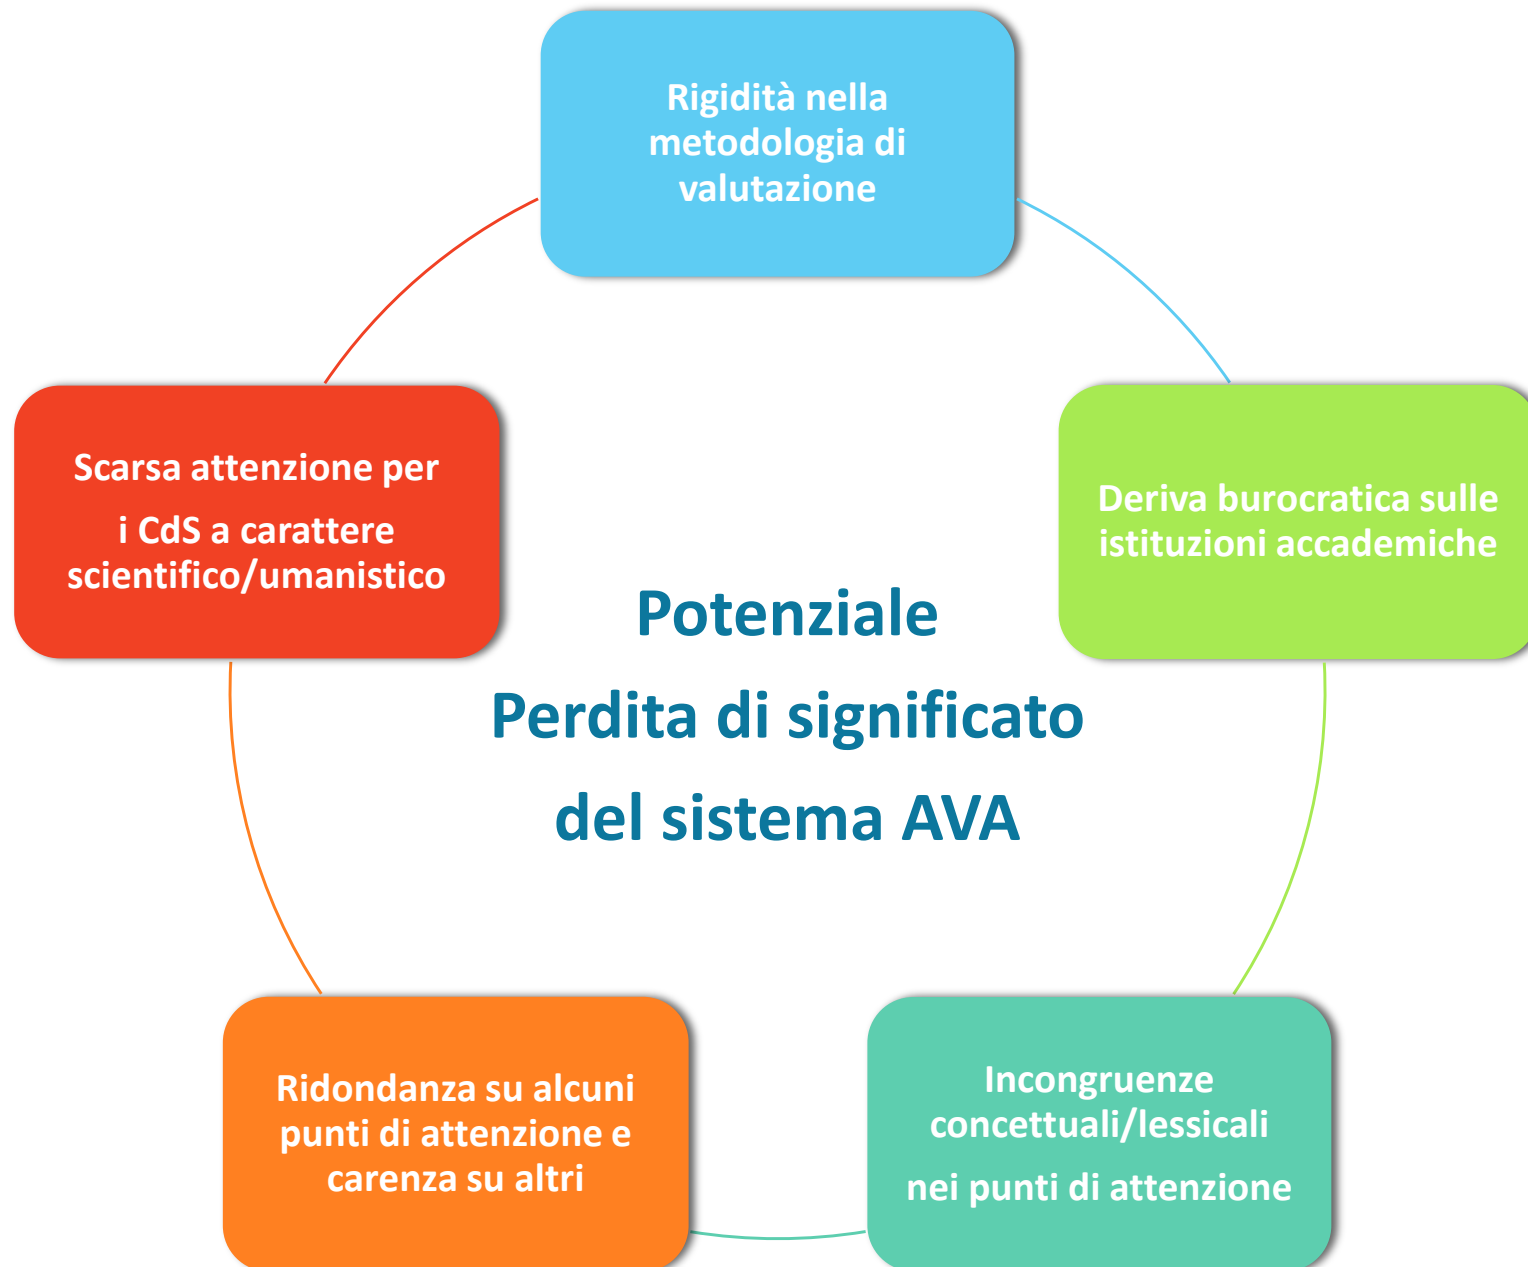 Rigidità nella
metodologia di
valutazione
Scarsa attenzione per
i CdS a carattere
scientifico/umanistico
Deriva burocratica sulle
istituzioni accademiche
Potenziale
Perdita di significato
del sistema AVA
Ridondanza su alcuni
punti di attenzione e
carenza su altri
Incongruenze
concettuali/lessicali
nei punti di attenzione